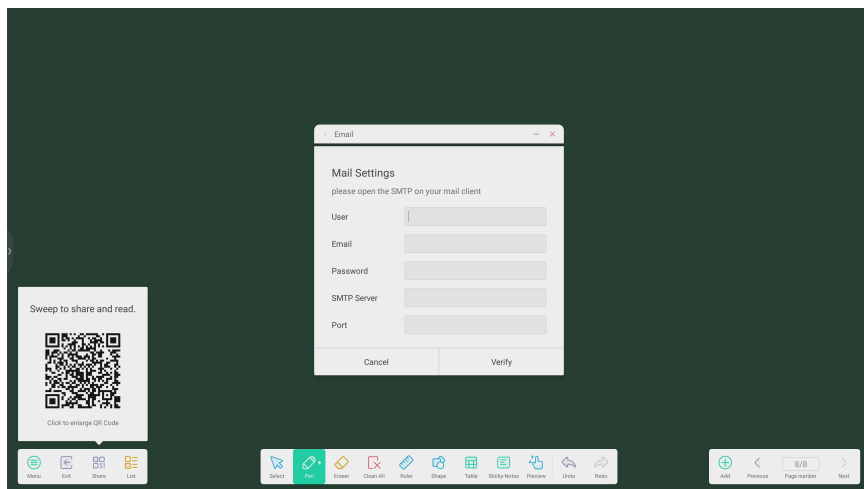 Email
Mail Settings
please open the SMTP on your mail client
User
Email
Password
SMTP Server
Port
Cancel
Verify
Sweep to share and read.
Click to enlarge QR Code
Menu
Exit
Share
List
Select
Pen
Eraser
Clean All
Ruler
Shape
Table
Sticky-Notes
Preview
Undo
Redo
Add
Previous
8/8
Page number
Next